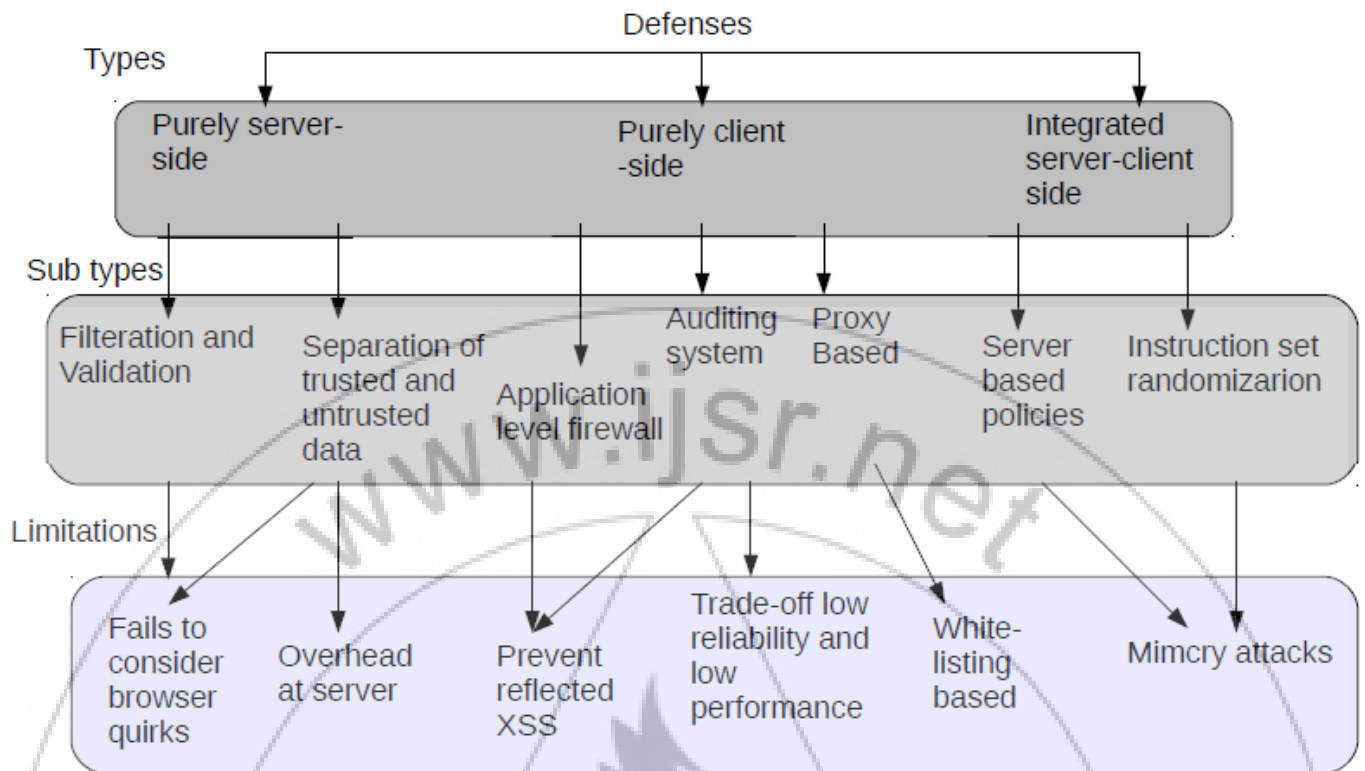 Defenses
Types
Purely server-
side
Purely client
-side
Integrated
server-client
side
Sub types
Filteration and
Validation
Separation of
trusted and
untrusted
data
Application
level firewall
Auditing
system
Proxy
Based
Server
based
policies
Instruction set
randomizarion
www.ijsr.net
Limitations
Fails to
consider
browser
quirks
Overhead
at server
Prevent
reflected
XSS
Trade-off low
reliability and
low
performance
White-
listing
based
Mimcry attacks